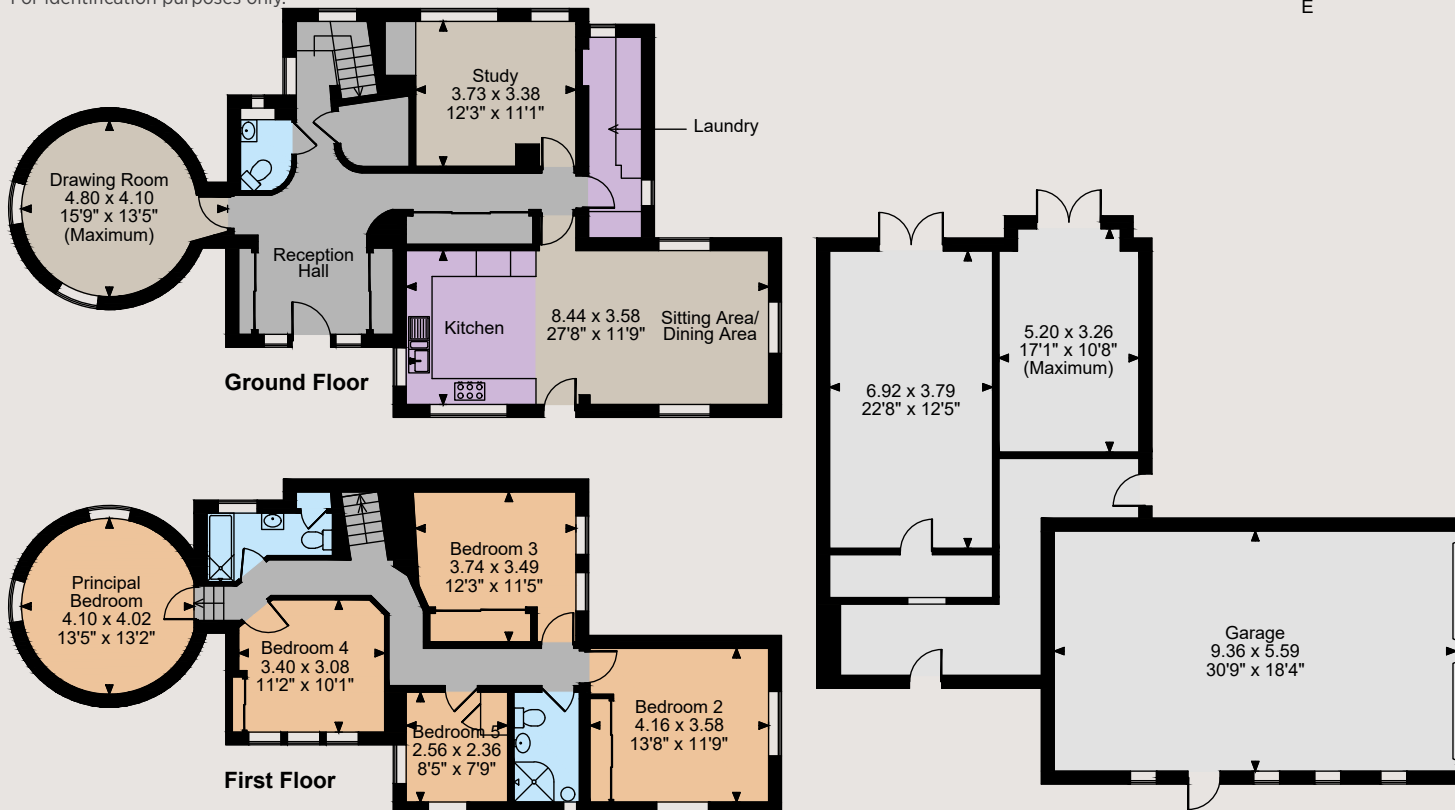 For identification purposes only.
E
Study
3.73 x 3.38
12'3" x 11'1"
Laundry
Drawing Room
4.80 x 4.10
15'9" x 13'5"
(Maximum)
Reception
Hall
Kitchen
8.44 x 3.58
27'8" x 11'9"
Sitting Area/
Dining Area
Ground Floor
5.20 x 3.26
17'1" x 10'8"
(Maximum)
6.92 x 3.79
22'8" x 12'5"
Bedroom 3
3.74 x 3.49
12'3" x 11'5"
Principal
Bedroom
4.10 x 4.02
13'5" x 13'2"
Bedroom 4
3.40 x 3.08
11'2" x 10'1"
Bedroom 5
2.56 x 2.36
8'5" x 7'9"
Bedroom 2
4.16 x 3.58
13'8" x 11'9"
First Floor
Garage
9.36 x 5.59
30'9" x 18'4"